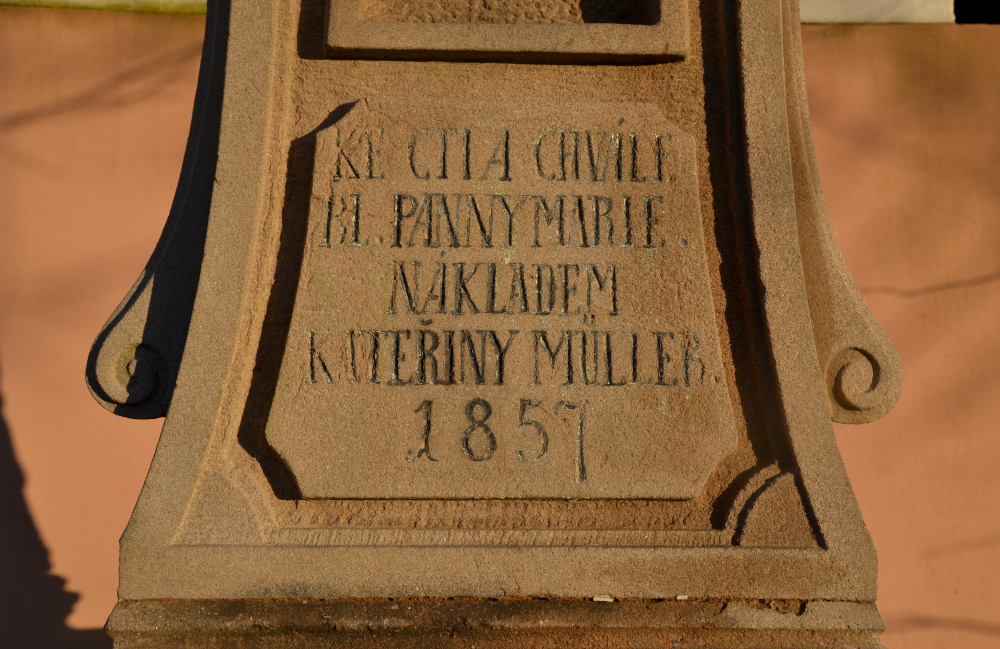 KE CTI A CHVÁLE
BL. PANNY MARIE.
NÁKLADEM
KATEŘINY MÜLLER.
1857